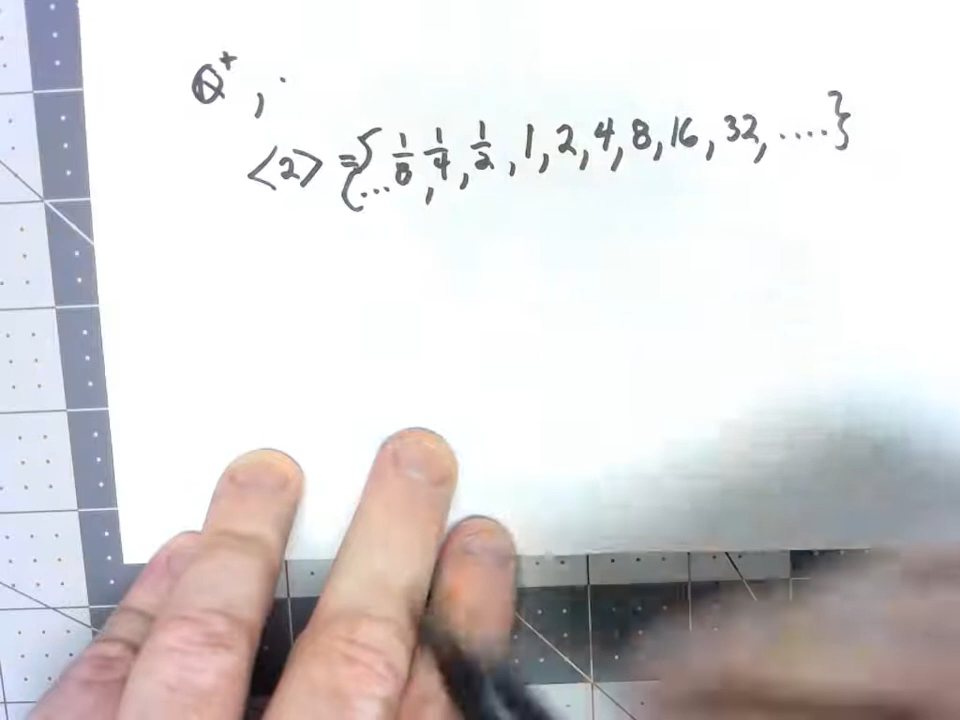 ℚ⁺, ·
⟨2⟩ = {... 1/8, 1/4, 1/2, 1, 2, 4, 8, 16, 32, ....}